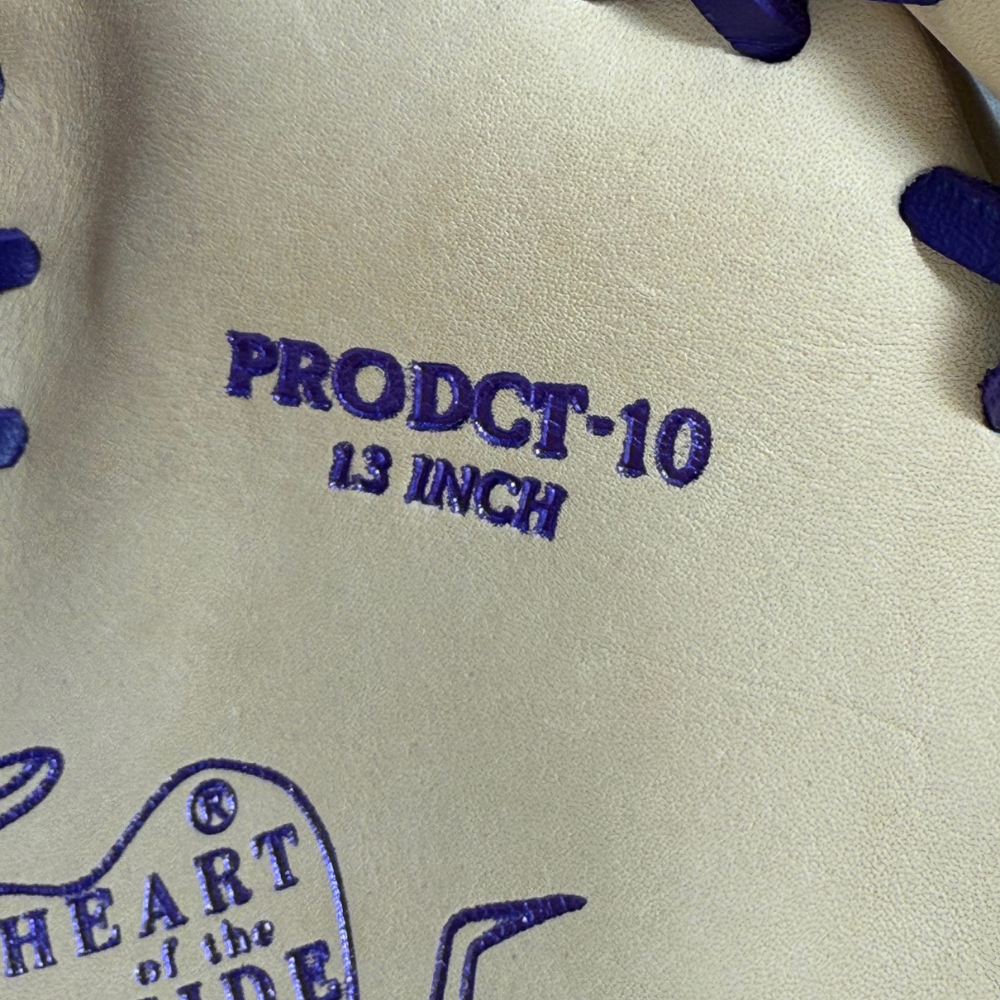 PRODCT-10
13 INCH
®
HEART
of the